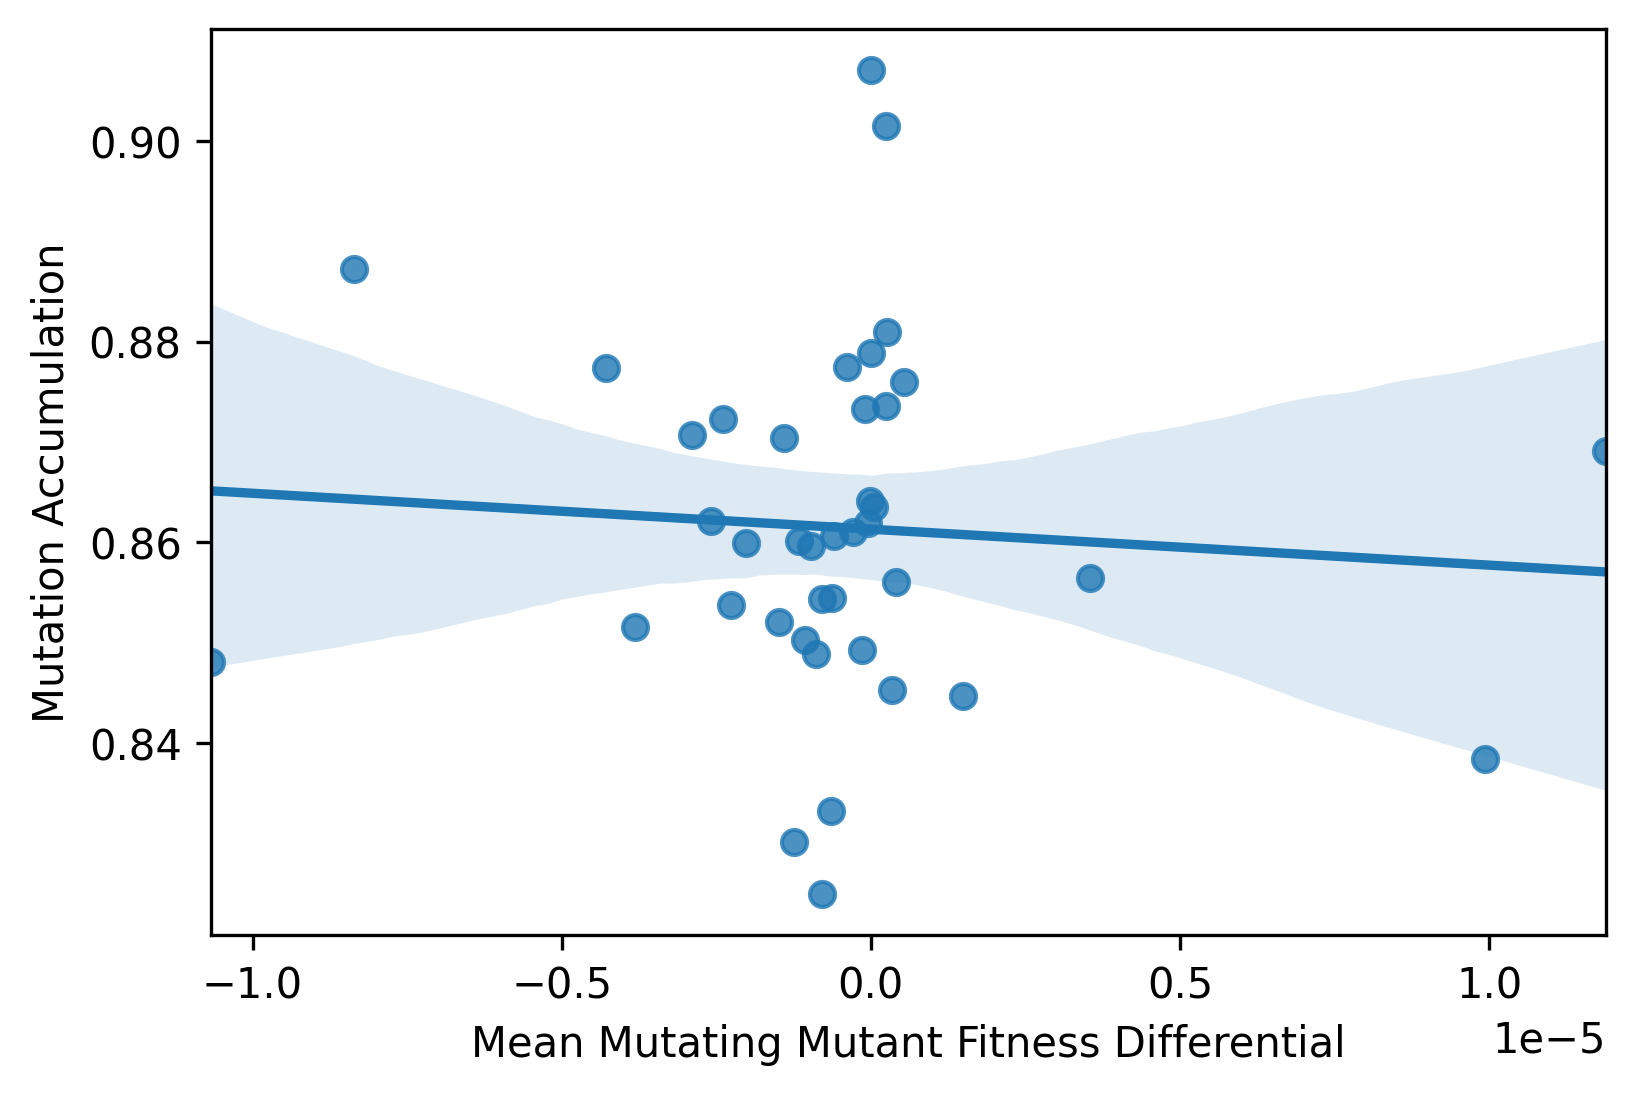 Mutation Accumulation
0.90
0.88
0.86
0.84
−1.0 −0.5 0.0 0.5 1.0
1e−5
Mean Mutating Mutant Fitness Differential